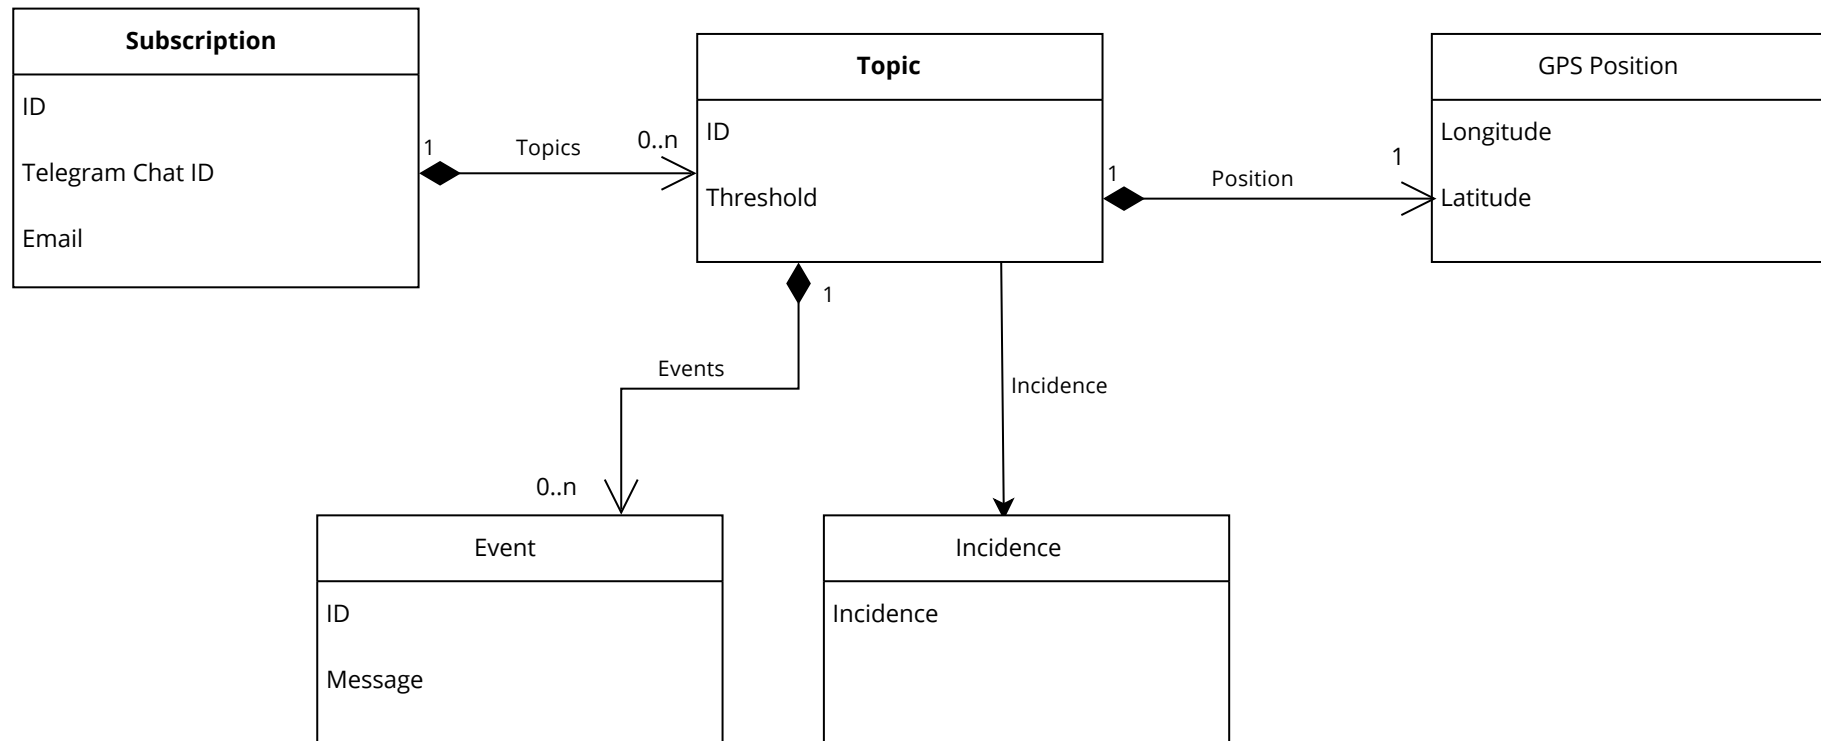 Subscription
ID
Telegram Chat ID
Email
1
Topics
0..n
Topic
ID
Threshold
1
Position
1
GPS Position
Longitude
Latitude
1
Events
0..n
Incidence
Event
ID
Message
Incidence
Incidence